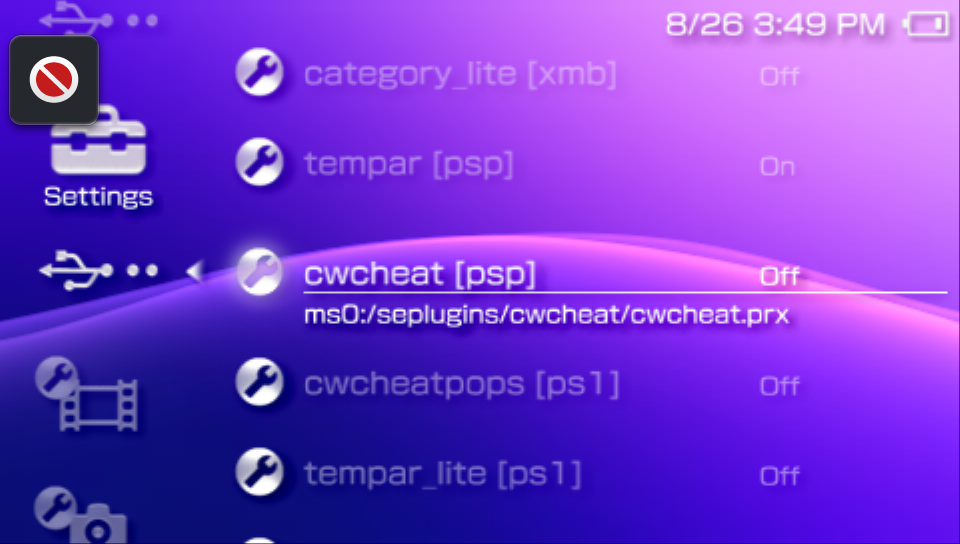 8/26 3:49 PM
category_lite [xmb] Off
tempar [psp] On
Settings
cwcheat [psp] Off
ms0:/seplugins/cwcheat/cwcheat.prx
cwcheatpops [ps1] Off
tempar_lite [ps1] Off